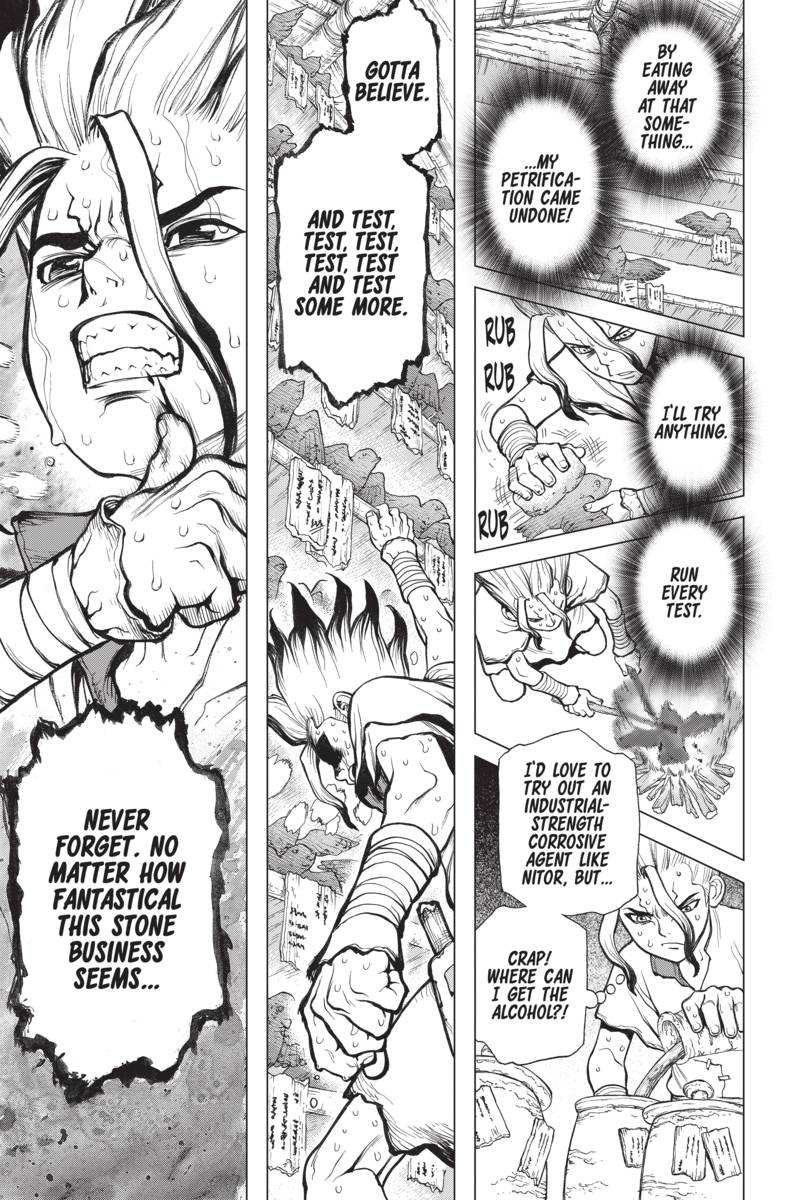 BY
EATING
AWAY
AT THAT
SOME-
THING...
...MY
PETRIFICA-
TION CAME
UNDONE!
RUB
RUB
RUB
I'LL TRY
ANYTHING.
RUN
EVERY
TEST.
I'D LOVE TO
TRY OUT AN
INDUSTRIAL-
STRENGTH
CORROSIVE
AGENT LIKE
NITOR, BUT...
CRAP!
WHERE CAN
I GET THE
ALCOHOL?!
GOTTA
BELIEVE.
AND TEST,
TEST, TEST,
TEST, TEST
AND TEST
SOME MORE.
NEVER
FORGET. NO
MATTER HOW
FANTASTICAL
THIS STONE
BUSINESS
SEEMS...